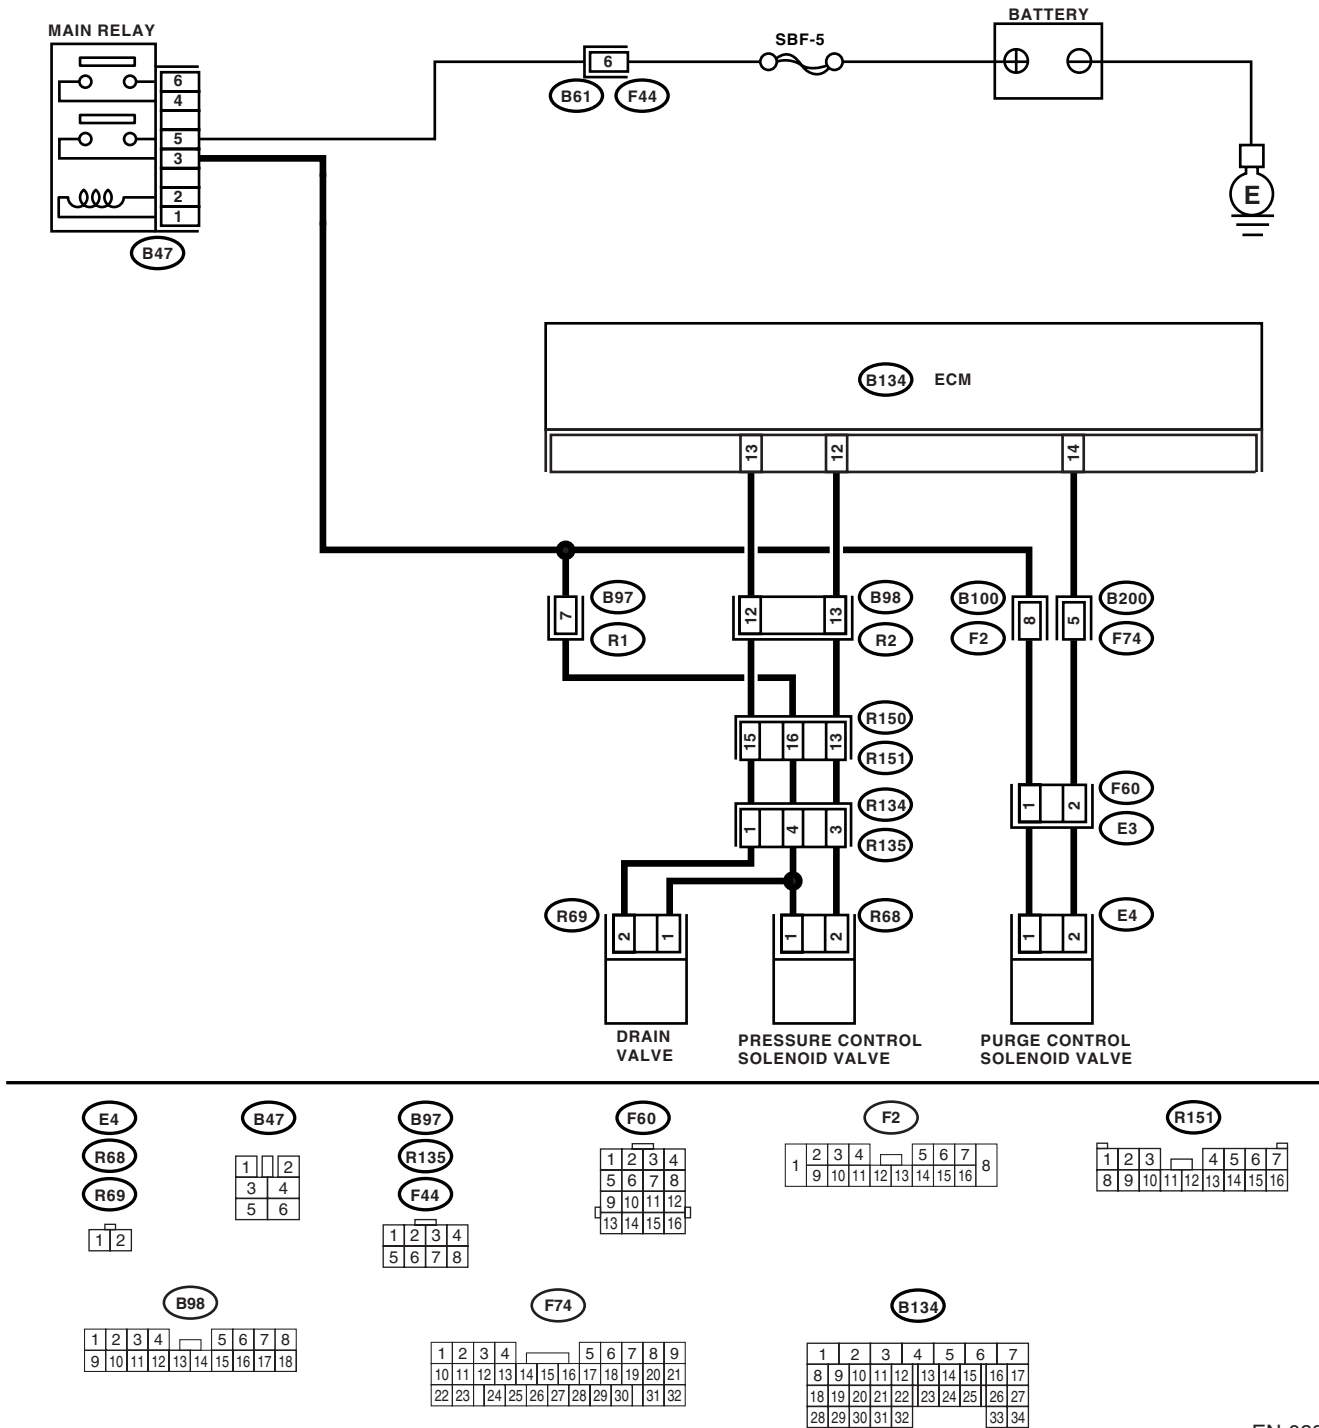 MAIN RELAY
BATTERY
SBF-5
6
6
4
5
3
2
1
B61
F44
E
B47
B134
ECM
13
12
14
7
B97
R1
12
13
B98
R2
B100
F2
8
5
B200
F74
15
16
13
R150
R151
1
4
3
R134
R135
1
2
F60
E3
R69
2
1
1
2
R68
1
2
E4
DRAIN
VALVE
PRESSURE CONTROL
SOLENOID VALVE
PURGE CONTROL
SOLENOID VALVE
E4
R68
R69
1 2
B47
1 2
3 4
5 6
B97
R135
F44
1 2 3 4
5 6 7 8
F60
1 2 3 4
5 6 7 8
9 10 11 12
13 14 15 16
F2
1 2 3 4 5 6 7 8
9 10 11 12 13 14 15 16
R151
1 2 3 4 5 6 7
8 9 10 11 12 13 14 15 16
B98
1 2 3 4 5 6 7 8
9 10 11 12 13 14 15 16 17 18
F74
1 2 3 4 5 6 7 8 9
10 11 12 13 14 15 16 17 18 19 20 21
22 23 24 25 26 27 28 29 30 31 32
B134
1 2 3 4 5 6 7
8 9 10 11 12 13 14 15 16 17
18 19 20 21 22 23 24 25 26 27
28 29 30 31 32 33 34